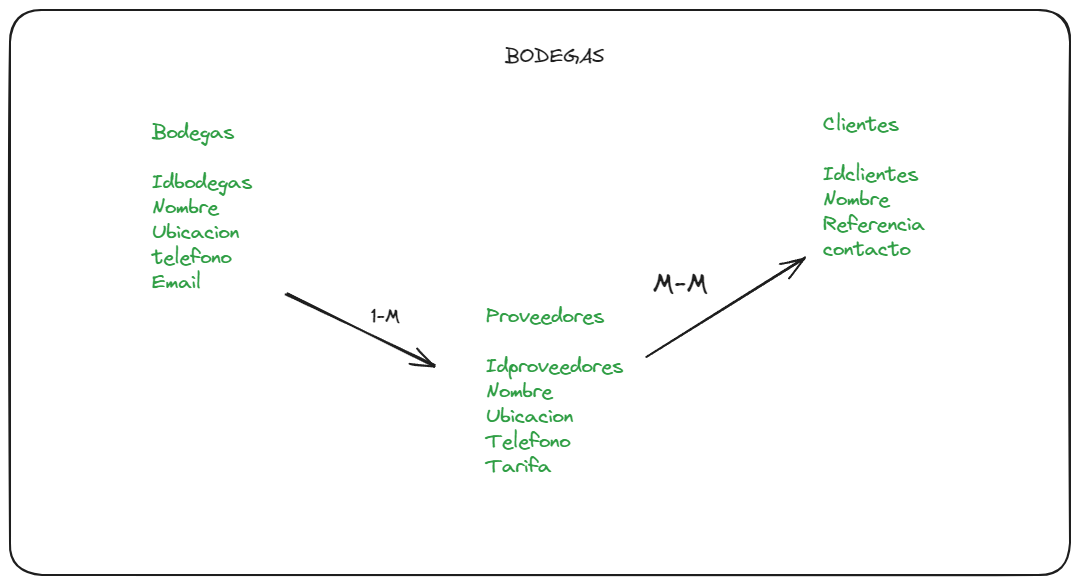 BODEGAS
Bodegas
Idbodegas
Nombre
Ubicacion
telefono
Email
1-M
Proveedores
Idproveedores
Nombre
Ubicacion
Telefono
Tarifa
M-M
Clientes
Idclientes
Nombre
Referencia
contacto